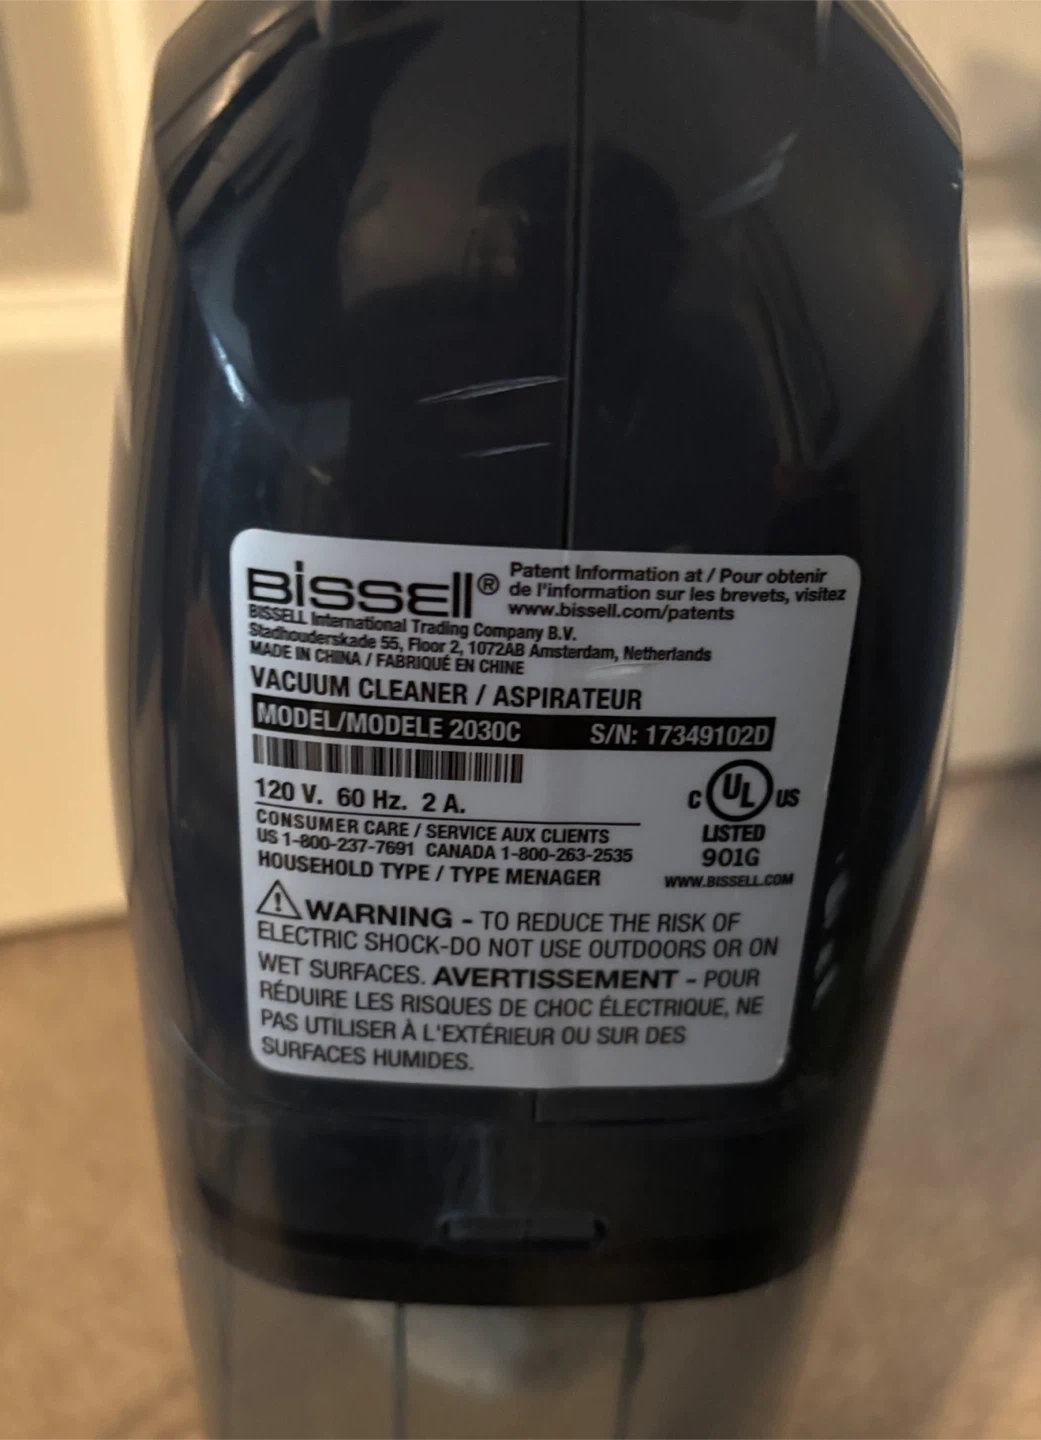 BISSELL®
Patent Information at / Pour obtenir
de l'information sur les brevets, visitez
www.bissell.com/patents
BISSELL International Trading Company B.V.
Stadhouderskade 55, Floor 2, 1072AB Amsterdam, Netherlands
MADE IN CHINA / FABRIQUÉ EN CHINE
VACUUM CLEANER / ASPIRATEUR
MODEL/MODELE 2030C S/N: 17349102D
120 V. 60 Hz. 2 A.
C UL US
LISTED
901G
WWW.BISSELL.COM
CONSUMER CARE / SERVICE AUX CLIENTS
US 1-800-237-7691 CANADA 1-800-263-2535
HOUSEHOLD TYPE / TYPE MENAGER
WARNING - TO REDUCE THE RISK OF
ELECTRIC SHOCK-DO NOT USE OUTDOORS OR ON
WET SURFACES. AVERTISSEMENT - POUR
RÉDUIRE LES RISQUES DE CHOC ÉLECTRIQUE, NE
PAS UTILISER À L'EXTÉRIEUR OU SUR DES
SURFACES HUMIDES.